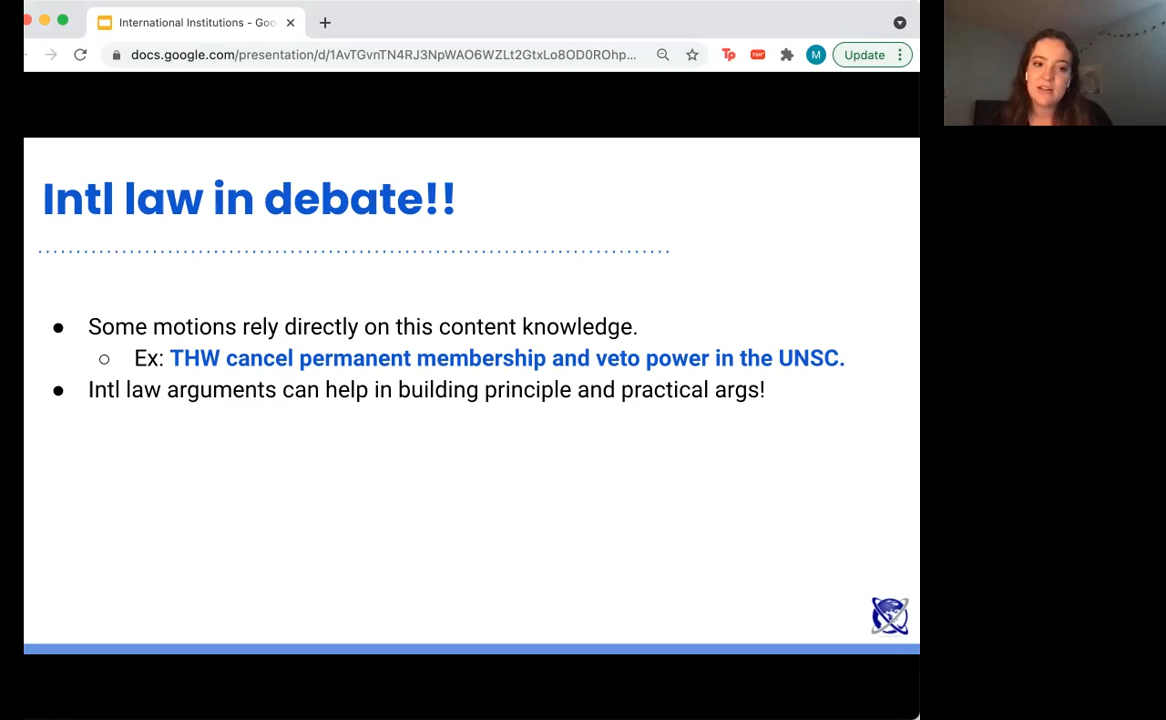 International Institutions - Goo
docs.google.com/presentation/d/1AvTGvnTN4RJ3NpWAO6WZLt2GtxLo8OD0ROhp...
Tp
M
Update
Intl law in debate!!
● Some motions rely directly on this content knowledge.
○ Ex: THW cancel permanent membership and veto power in the UNSC.
● Intl law arguments can help in building principle and practical args!